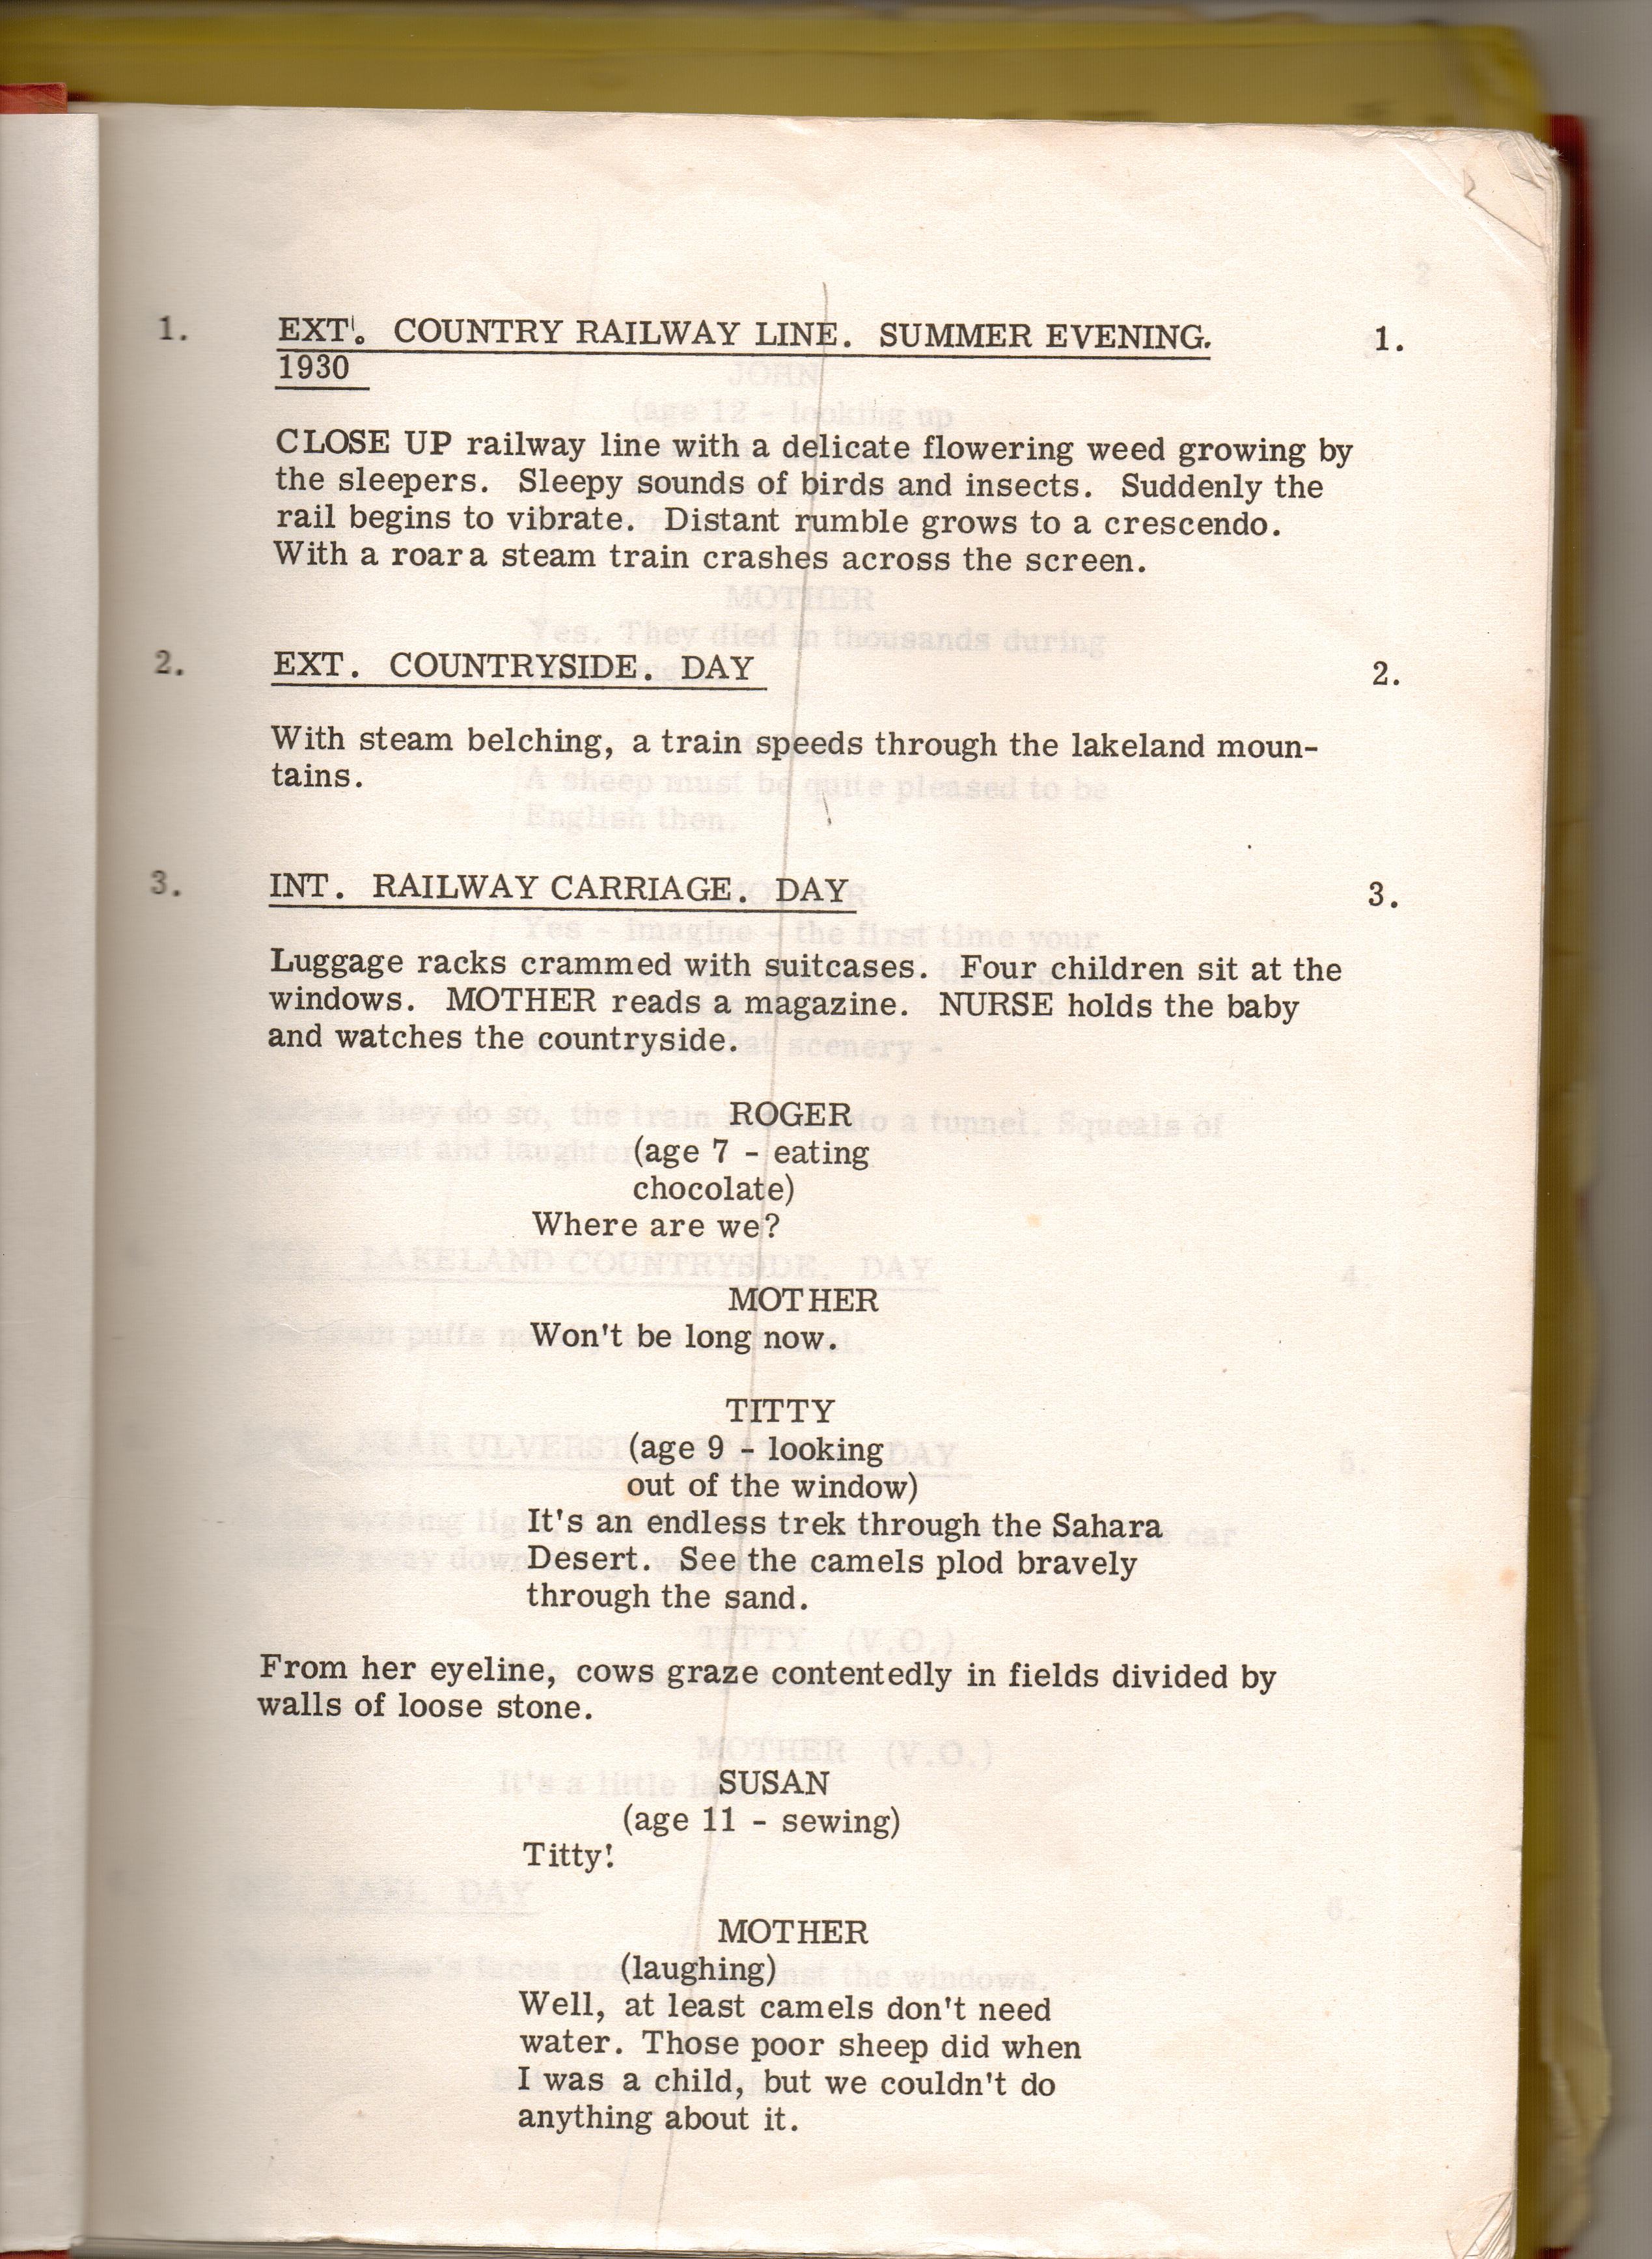 1. EXT. COUNTRY RAILWAY LINE. SUMMER EVENING. 1.
1930
CLOSE UP railway line with a delicate flowering weed growing by
the sleepers. Sleepy sounds of birds and insects. Suddenly the
rail begins to vibrate. Distant rumble grows to a crescendo.
With a roar a steam train crashes across the screen.
2. EXT. COUNTRYSIDE. DAY 2.
With steam belching, a train speeds through the lakeland moun-
tains.
3. INT. RAILWAY CARRIAGE. DAY 3.
Luggage racks crammed with suitcases. Four children sit at the
windows. MOTHER reads a magazine. NURSE holds the baby
and watches the countryside.
ROGER
(age 7 - eating
chocolate)
Where are we?
MOTHER
Won't be long now.
TITTY
(age 9 - looking
out of the window)
It's an endless trek through the Sahara
Desert. See the camels plod bravely
through the sand.
From her eyeline, cows graze contentedly in fields divided by
walls of loose stone.
SUSAN
(age 11 - sewing)
Titty!
MOTHER
(laughing)
Well, at least camels don't need
water. Those poor sheep did when
I was a child, but we couldn't do
anything about it.